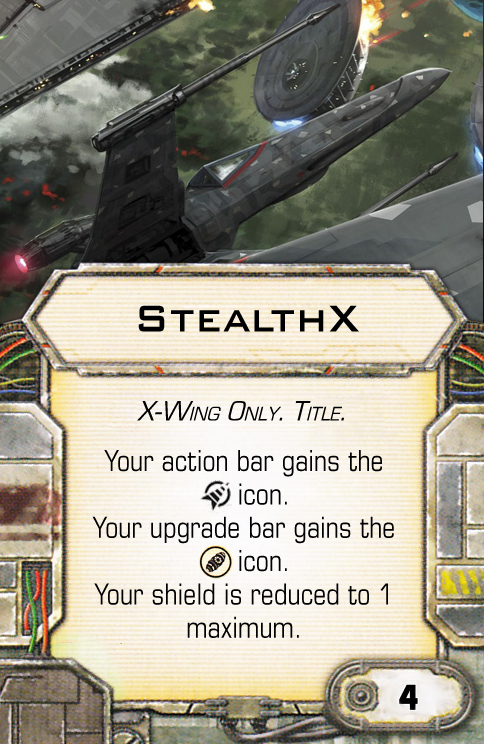 STEALTHX
X-WING ONLY. TITLE.
Your action bar gains the
icon.
Your upgrade bar gains the
icon.
Your shield is reduced to 1
maximum.
4